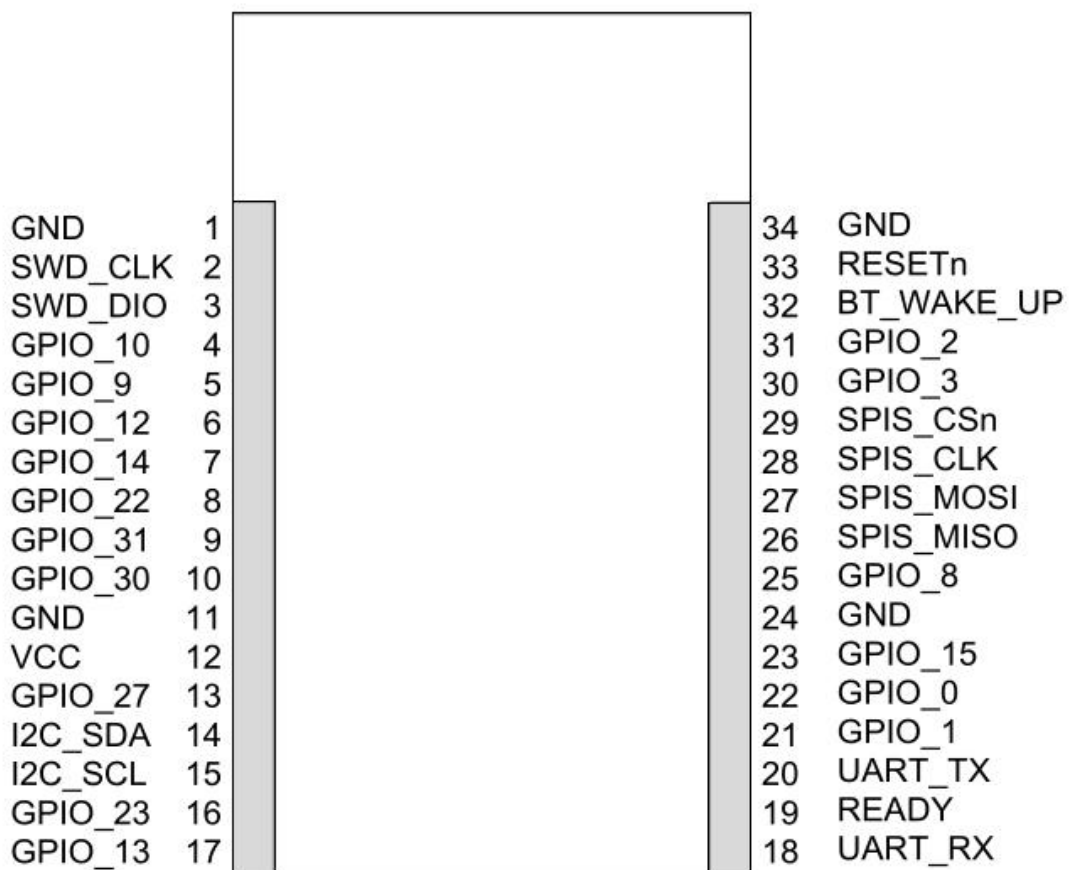 GND 1 34 GND
SWD_CLK 2 33 RESETn
SWD_DIO 3 32 BT_WAKE_UP
GPIO_10 4 31 GPIO_2
GPIO_9 5 30 GPIO_3
GPIO_12 6 29 SPIS_CSn
GPIO_14 7 28 SPIS_CLK
GPIO_22 8 27 SPIS_MOSI
GPIO_31 9 26 SPIS_MISO
GPIO_30 10 25 GPIO_8
GND 11 24 GND
VCC 12 23 GPIO_15
GPIO_27 13 22 GPIO_0
I2C_SDA 14 21 GPIO_1
I2C_SCL 15 20 UART_TX
GPIO_23 16 19 READY
GPIO_13 17 18 UART_RX